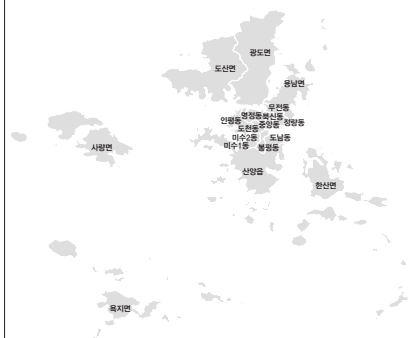 광도면
도산면
용남면
무전동
명정동 북신동
인평동 정량동
도천동 중앙동
미수2동 도남동
미수1동 봉평동
사량면
산양읍
한산면
욕지면